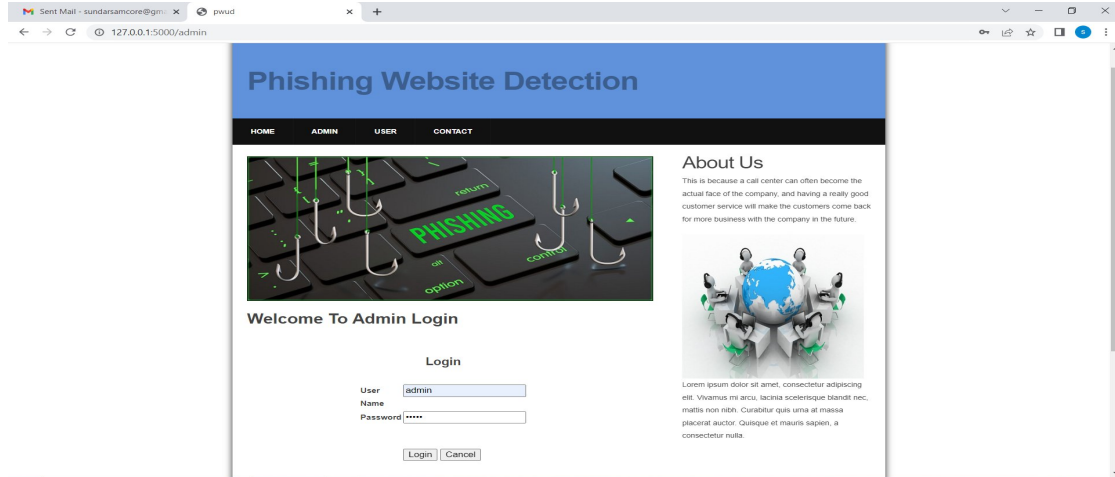 Sent Mail - sundarsamcore@gma
pwud
127.0.0.1:5000/admin
S
Phishing Website Detection
HOME ADMIN USER CONTACT
return
PHISHING
alt
control
option
Welcome To Admin Login
Login
User Name admin
Password •••••
Login Cancel
About Us
This is because a call center can often become the
actual face of the company, and having a really good
customer service will make the customers come back
for more business with the company in the future.
Lorem ipsum dolor sit amet, consectetur adipiscing
elit. Vivamus mi arcu, lacinia scelerisque blandit nec,
mattis non nibh. Curabitur quis urna at massa
placerat auctor. Quisque et mauris sapien, a
consectetur nulla.